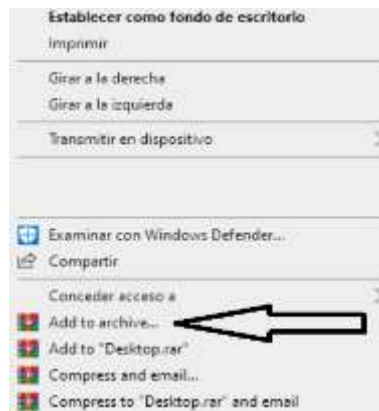 Establecer como fondo de escritorio
Imprimir
Girar a la derecha
Girar a la izquierda
Transmitir en dispositivo
Examinar con Windows Defender...
Compartir
Conceder acceso a
Add to archive...
Add to "Desktop.rar"
Compress and email...
Compress to "Desktop.rar" and email